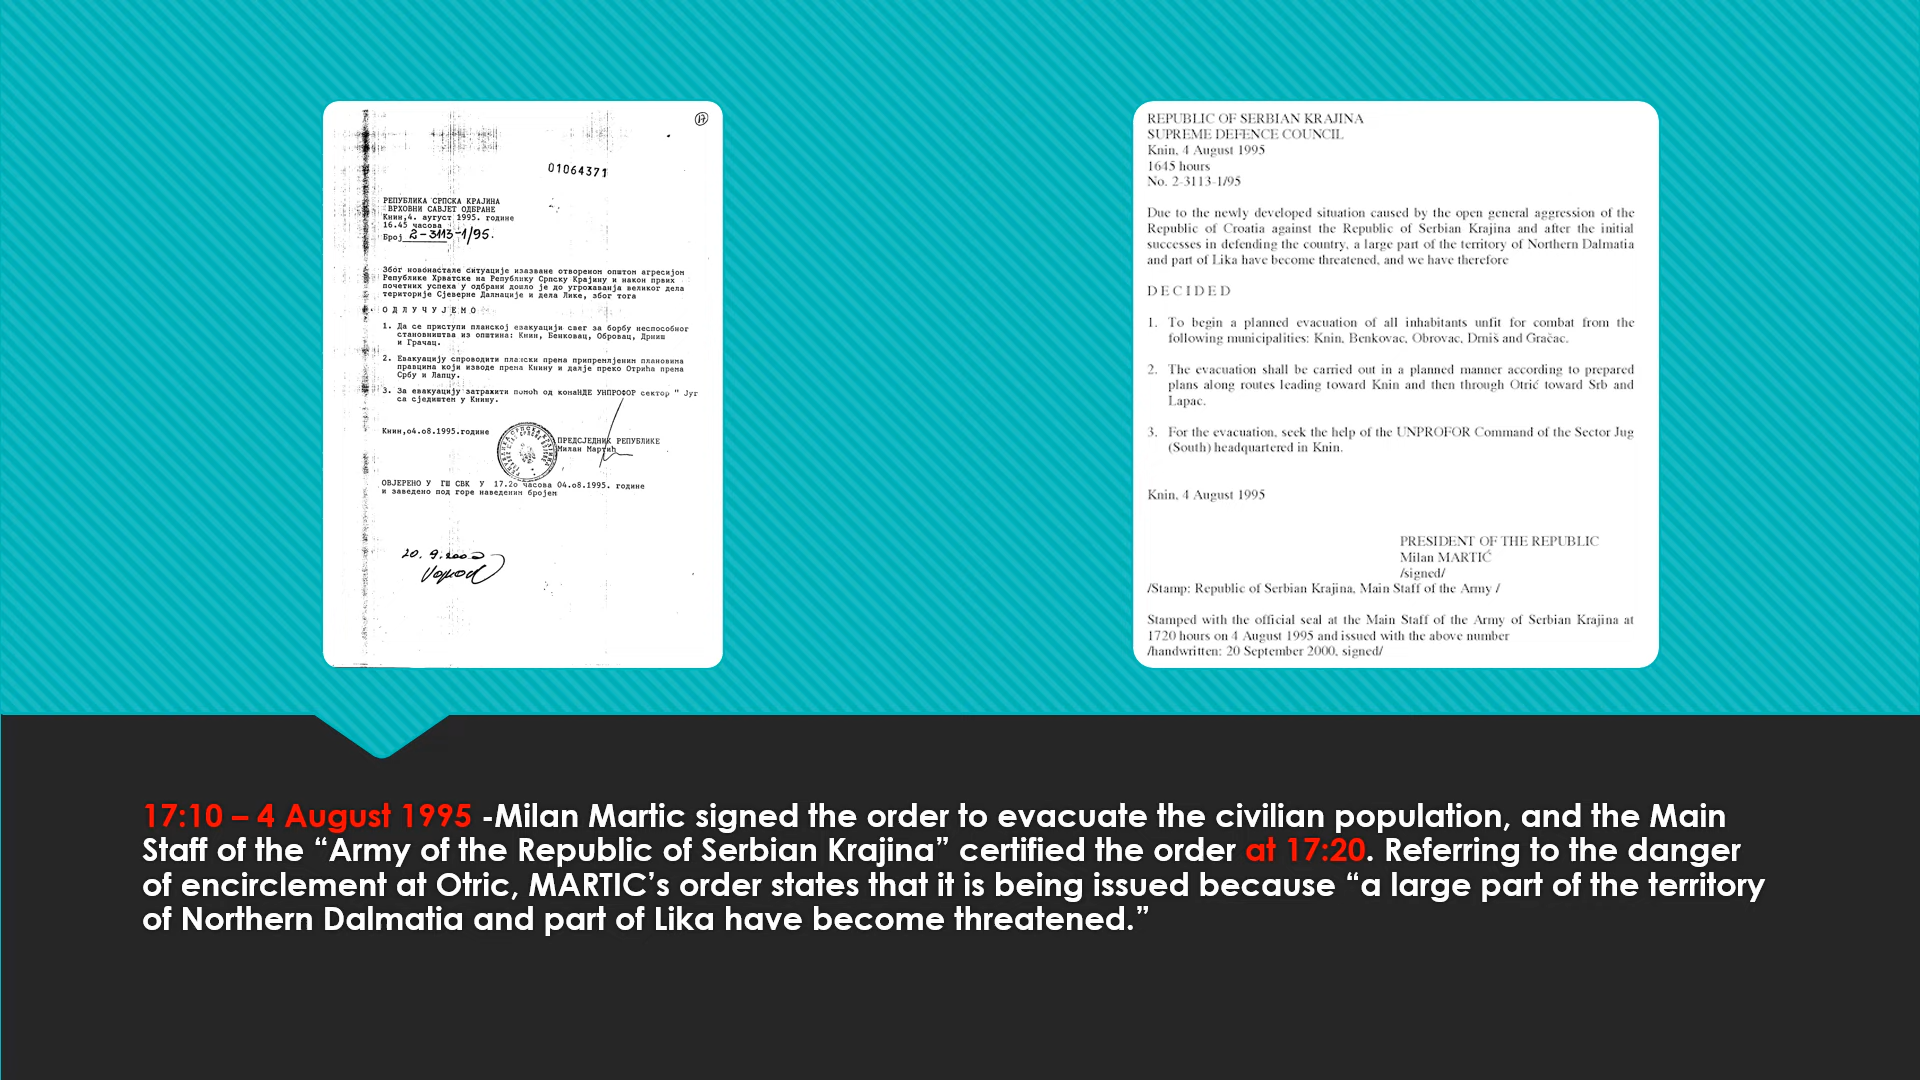 17
01064371
РЕПУБЛИКА СРПСКА КРАЈИНА
ВРХОВНИ САВЈЕТ ОДБРАНЕ
Книн,4. аугуст 1995. године
16.45 часова
Број 2-3113-1/95.
Због новонастале ситуације изазване отвореном општом агресијом
Републике Хрватске на Републику Српску Крајину и након првих
почетних успеха у одбрани дошло је до угрожавања великог дела
територије Сјеверне Далмације и дела Лике, због тога
О Д Л У Ч У Ј Е М О
1. Да се приступи планској евакуацији свег за борбу неспособног
становништва из општина: Книн, Бенковац, Обровац, Дрниш
и Грачац.
2. Евакуацију спроводити плански према припремљеним плановима
правцима који изводе према Книну и даље преко Отрића према
Србу и Лапцу.
3. За евакуацију затражити помоћ од команДЕ УНПРОФОР сектор " Југ
са сједиштем у Книну.
Книн,о4.о8.1995.године
ПРЕДСЈЕДНИК РЕПУБЛИКЕ
Милан Мартић
ОВЈЕРЕНО У ГШ СВК У 17.2о часова 04.о8.1995. године
и заведено под горе наведеним бројем
20. 9. 2000
REPUBLIC OF SERBIAN KRAJINA
SUPREME DEFENCE COUNCIL
Knin, 4 August 1995
1645 hours
No. 2-3113-1/95
Due to the newly developed situation caused by the open general aggression of the
Republic of Croatia against the Republic of Serbian Krajina and after the initial
successes in defending the country, a large part of the territory of Northern Dalmatia
and part of Lika have become threatened, and we have therefore
D E C I D E D
1. To begin a planned evacuation of all inhabitants unfit for combat from the
following municipalities: Knin, Benkovac, Obrovac, Drniš and Gračac.
2. The evacuation shall be carried out in a planned manner according to prepared
plans along routes leading toward Knin and then through Otrić toward Srb and
Lapac.
3. For the evacuation, seek the help of the UNPROFOR Command of the Sector Jug
(South) headquartered in Knin.
Knin, 4 August 1995
PRESIDENT OF THE REPUBLIC
Milan MARTIĆ
/signed/
/Stamp: Republic of Serbian Krajina, Main Staff of the Army /
Stamped with the official seal at the Main Staff of the Army of Serbian Krajina at
1720 hours on 4 August 1995 and issued with the above number
/handwritten: 20 September 2000, signed/
17:10 – 4 August 1995 -Milan Martic signed the order to evacuate the civilian population, and the Main
Staff of the “Army of the Republic of Serbian Krajina” certified the order at 17:20. Referring to the danger
of encirclement at Otric, MARTIC’s order states that it is being issued because “a large part of the territory
of Northern Dalmatia and part of Lika have become threatened.”